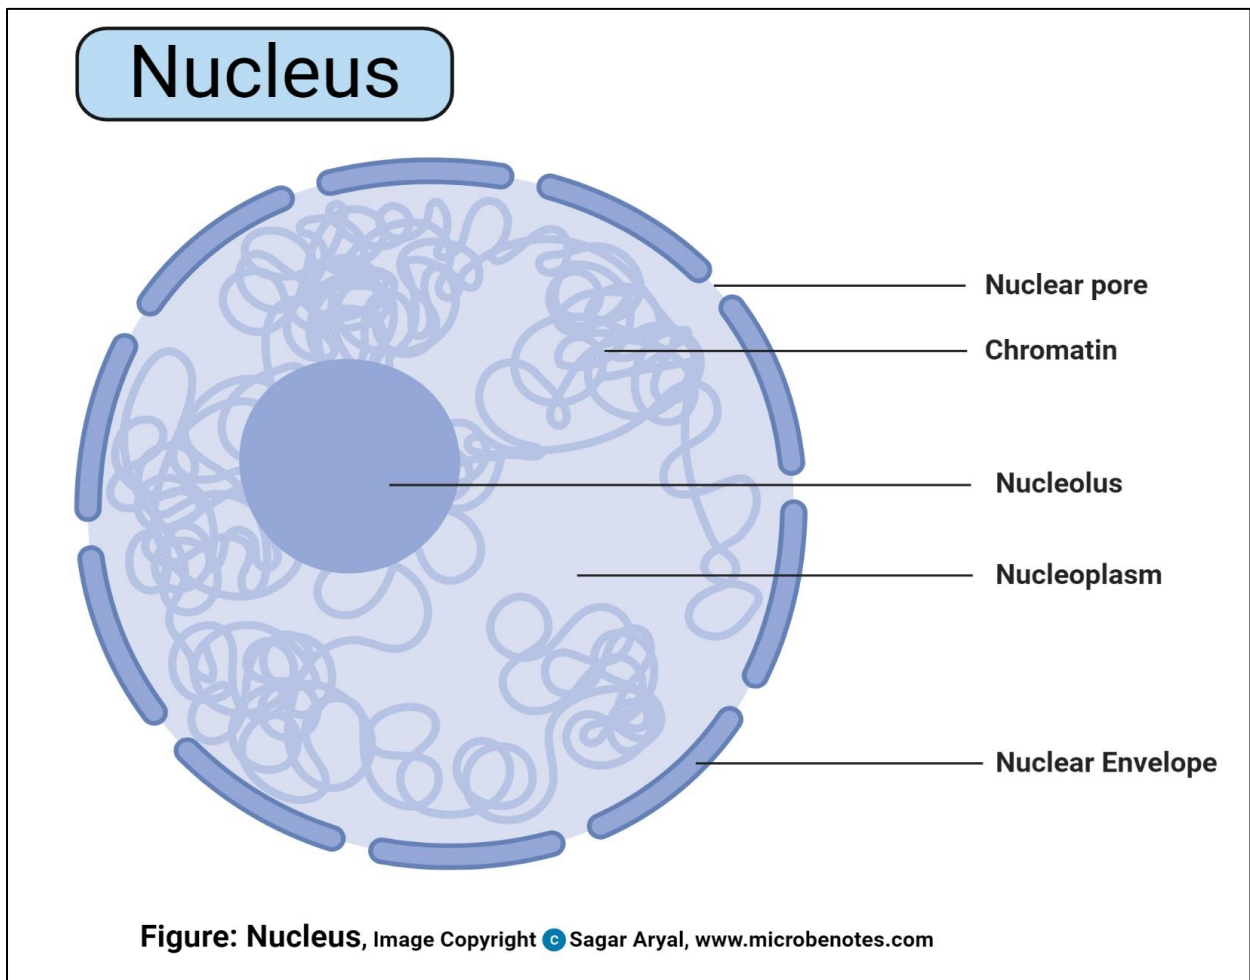 Nucleus
Nuclear pore
Chromatin
Nucleolus
Nucleoplasm
Nuclear Envelope
Figure: Nucleus, Image Copyright C Sagar Aryal, www.microbenotes.com